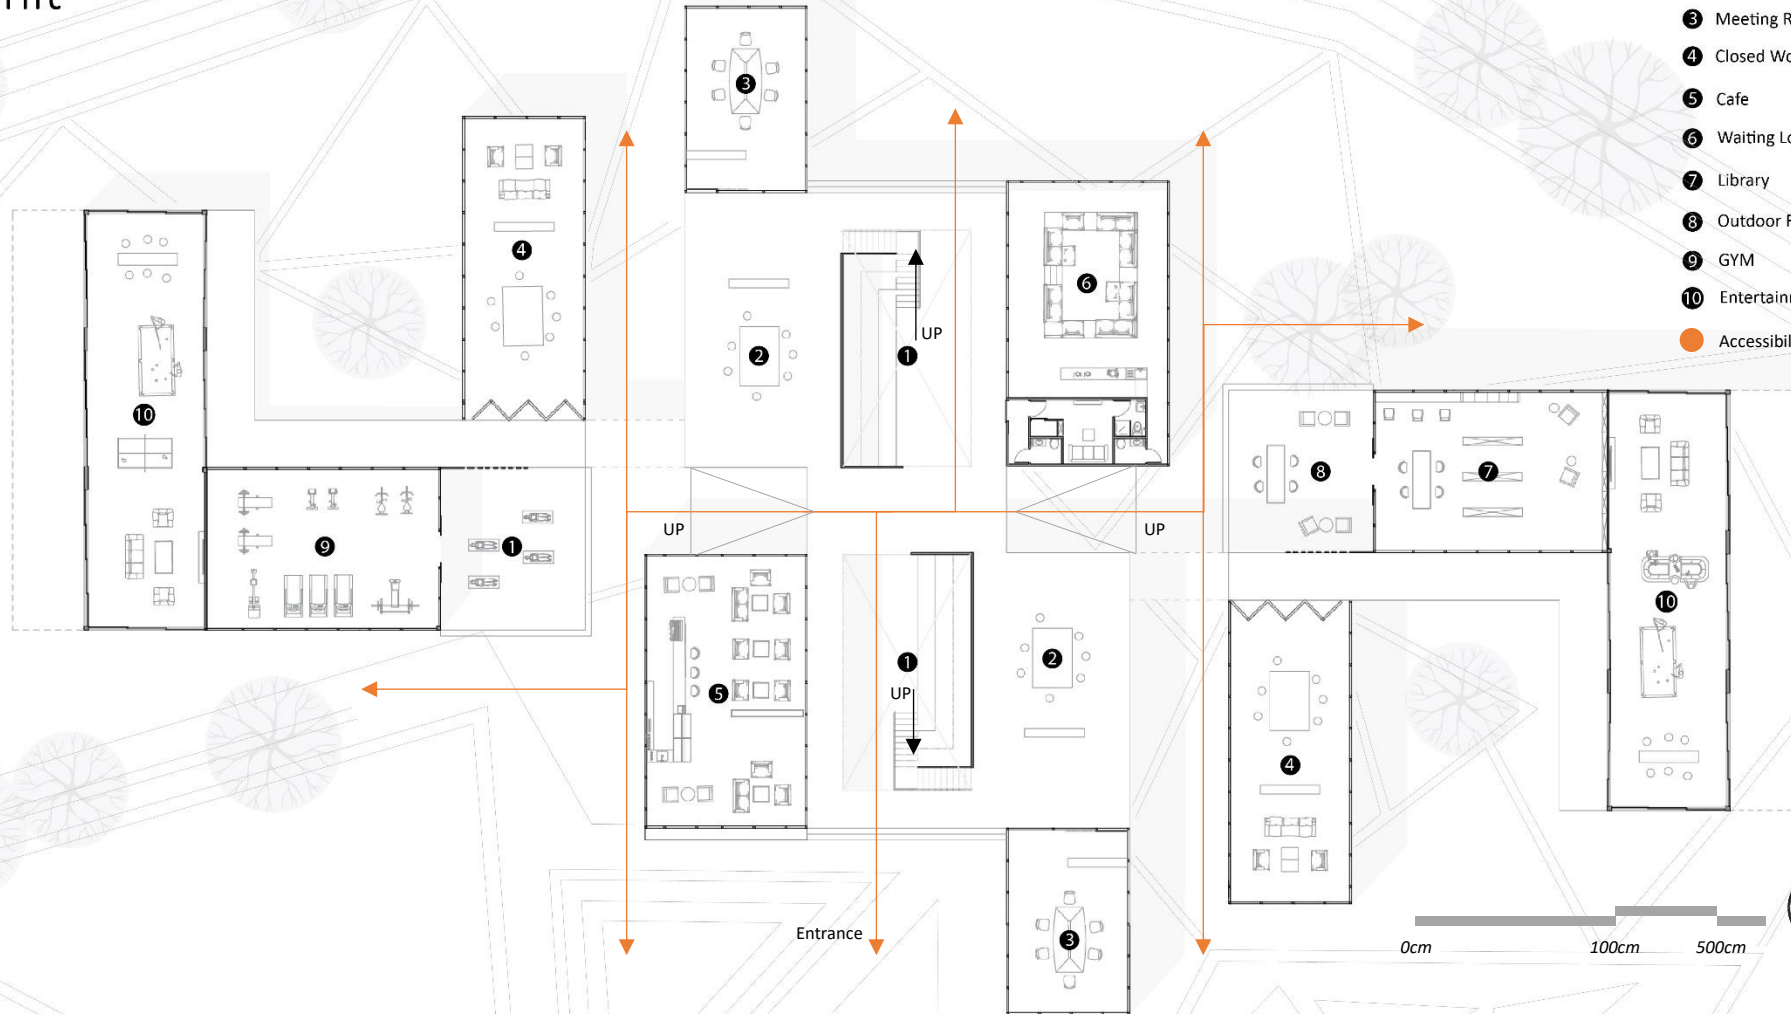 3 Meeting R
4 Closed Wo
5 Cafe
6 Waiting Lo
7 Library
8 Outdoor
9 GYM
10 Entertain
Accessibil
3
4
10
2
UP
1
6
UP
UP
8
7
9
1
10
5
1
UP
2
4
Entrance
3
0cm 100cm 500cm